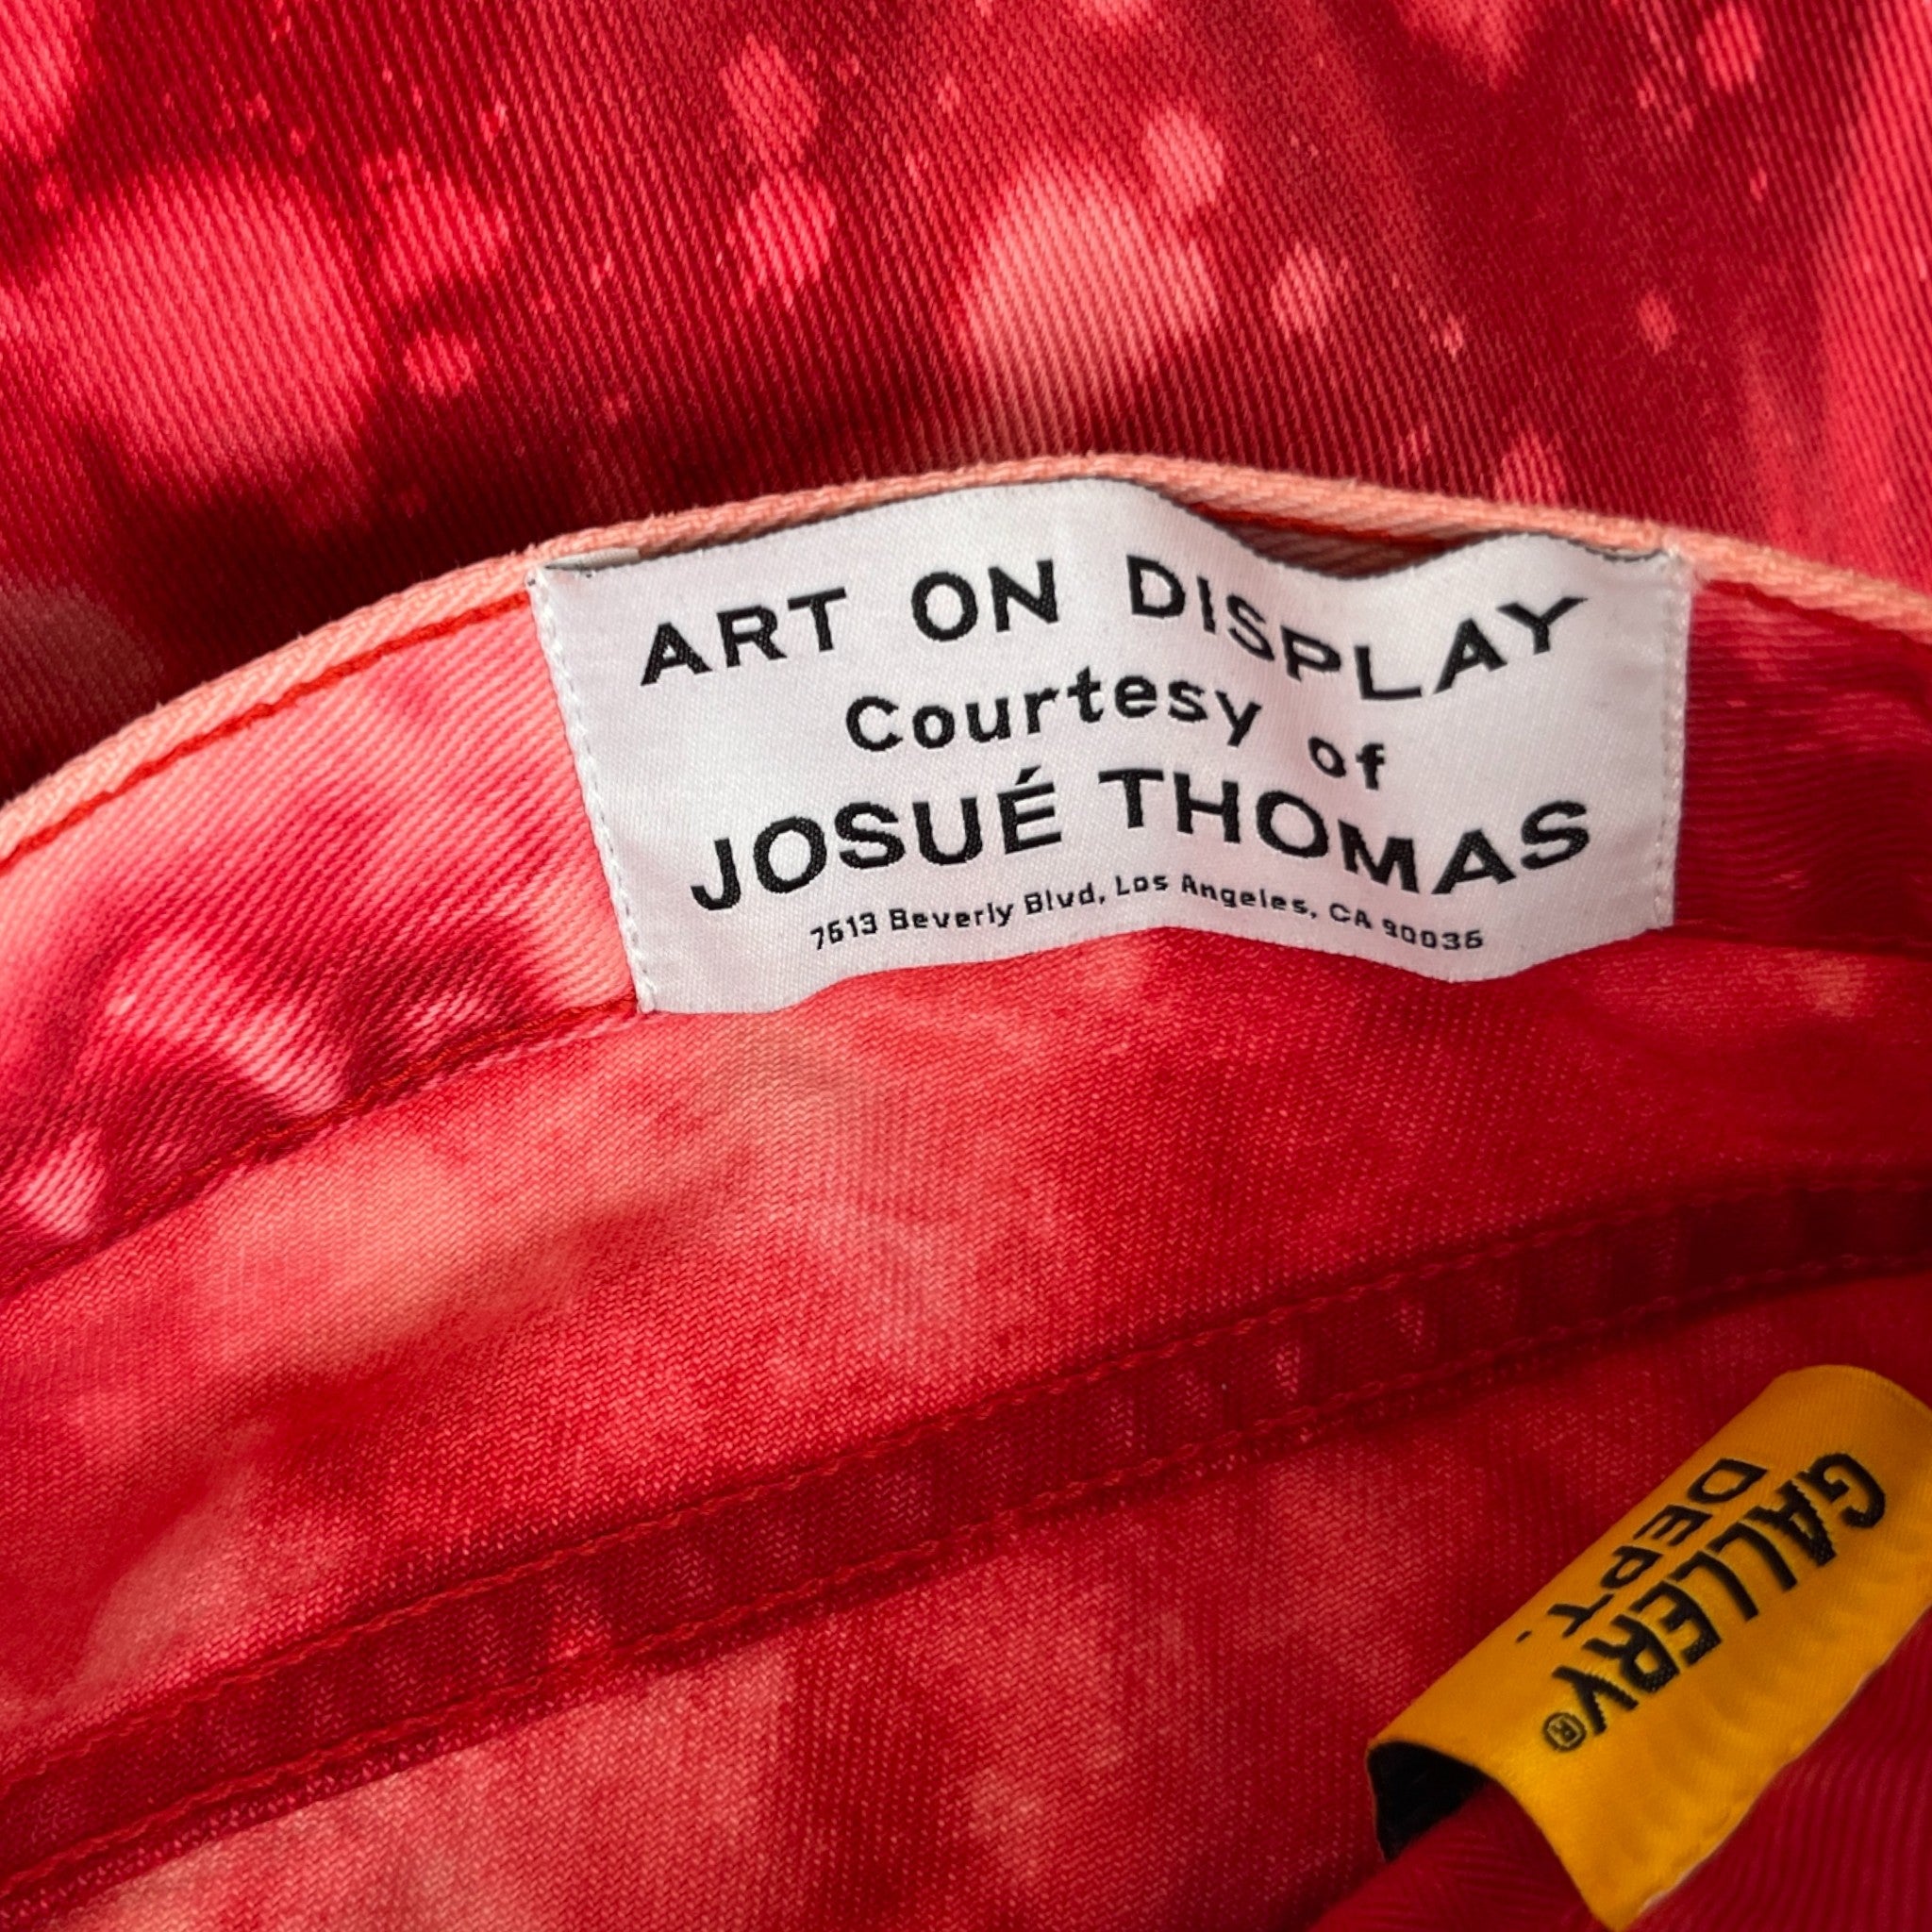 ART ON DISPLAY
Courtesy of
JOSUÉ THOMAS
7613 Beverly Blvd, Los Angeles, CA 90036
GALLERY
DEPT.
®